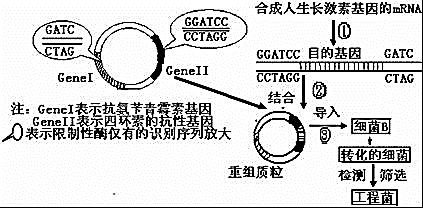 合成人生长激素基因的mRNA
①
GATC
CTAG
GGATCC
CCTAGG
GeneI
GeneII
GGATCC 目的基因 GATC
CCTAGG CTAG
②
结合
导入
③
细菌B
重组质粒
转化的细菌
检测 筛选
工程菌
注：GeneI表示抗氨苄青霉素基因
GeneII表示四环素的抗性基因
表示限制性酶仅有的识别序列放大